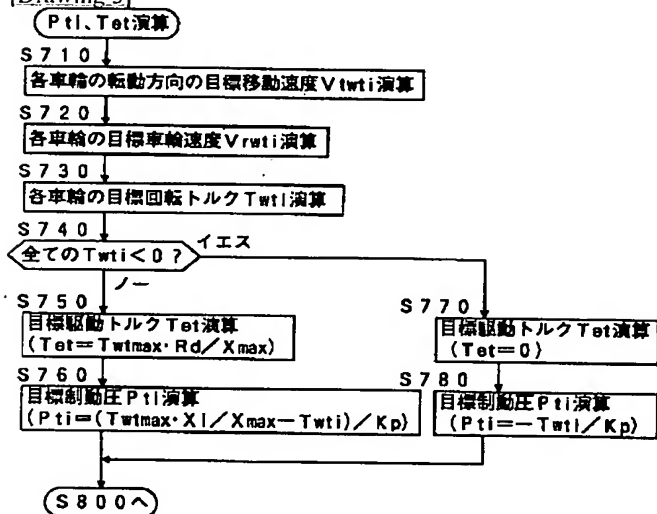 [Drawing 5]
Pti、Tet演算
S710
各車輪の転動方向の目標移動速度Vtwti演算
S720
各車輪の目標車輪速度Vrwti演算
S730
各車輪の目標回転トルクTwti演算
S740
全てのTwti<0?
イエス
ノー
S750
目標駆動トルクTet演算
(Tet=Twtmax・Rd/Xmax)
S760
目標制動圧Pti演算
(Pti=(Twtmax・Xi/Xmax-Twti)/Kp)
S770
目標駆動トルクTet演算
(Tet=0)
S780
目標制動圧Pti演算
(Pti=-Twti/Kp)
S800へ